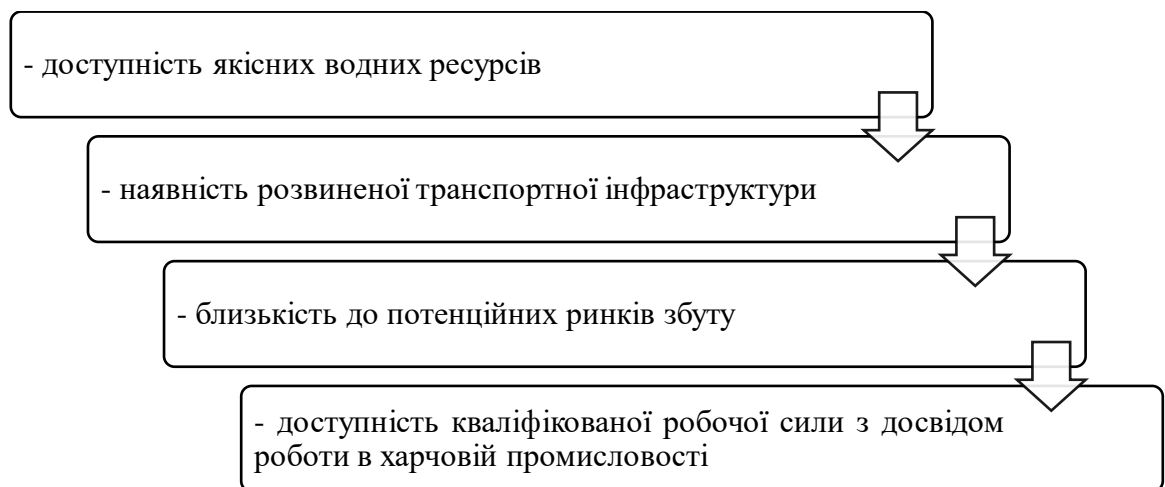 - доступність якісних водних ресурсів
- наявність розвиненої транспортної інфраструктури
- близькість до потенційних ринків збуту
- доступність кваліфікованої робочої сили з досвідом
роботи в харчовій промисловості